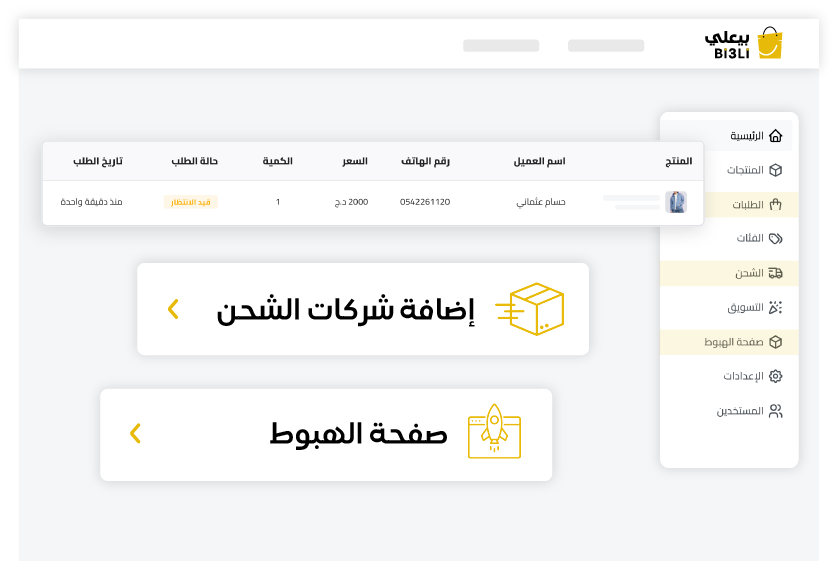 بيعلي
BI3LI
الرئيسية
المنتجات
الطلبات
الفئات
الشحن
التسويق
صفحة الهبوط
الإعدادات
المستخدين
المنتج اسم العميل رقم الهاتف السعر الكمية حالة الطلب تاريخ الطلب
حسام عثماني 0542261120 2000 د.ج 1 قيد الانتظار منذ دقيقة واحدة
إضافة شركات الشحن
صفحة الهبوط